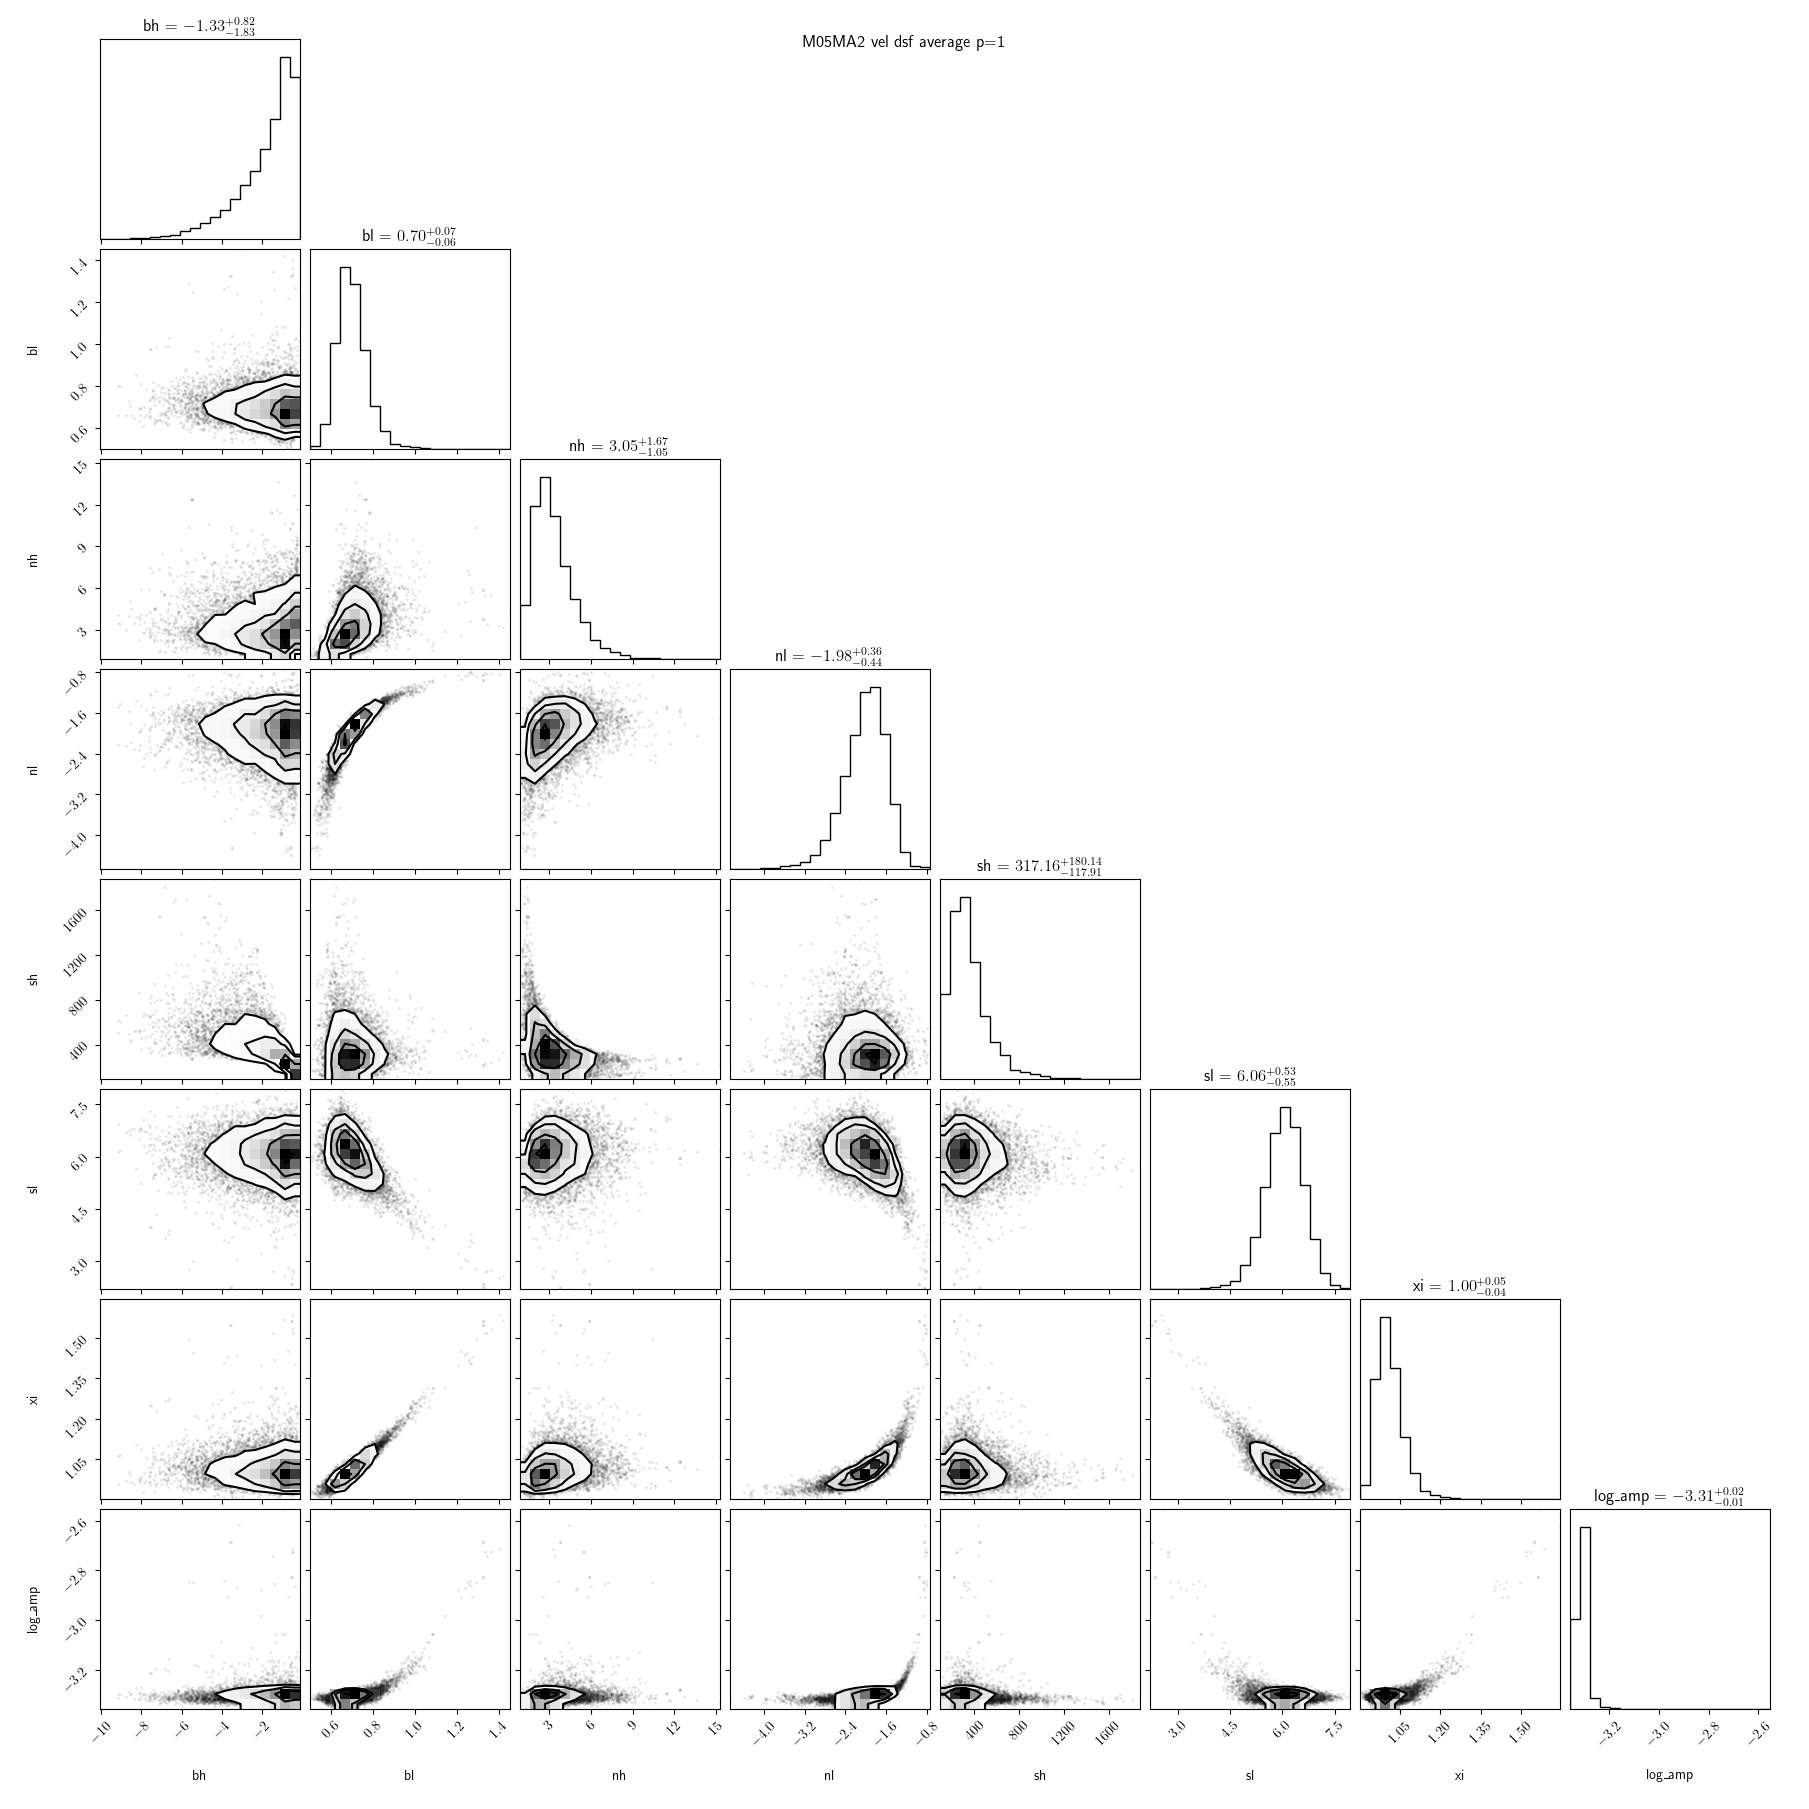 M05MA2 vel dsf average p=1
bh = −1.33+0.82 −1.83
bl = 0.70+0.07 −0.06
nh = 3.05+1.67 −1.05
nl = −1.98+0.36 −0.44
sh = 317.16+180.14 −117.91
sl = 6.06+0.53 −0.55
xi = 1.00+0.05 −0.04
log_amp = −3.31+0.02 −0.01
bl
1.4
1.2
1.0
0.8
0.6
nh
15
12
9
6
3
nl
−0.8
−1.6
−2.4
−3.2
−4.0
sh
1600
1200
800
400
sl
7.5
6.0
4.5
3.0
xi
1.50
1.35
1.20
1.05
log_amp
−2.6
−2.8
−3.0
−3.2
−10 −8 −6 −4 −2
0.6 0.8 1.0 1.2 1.4
3 6 9 12 15
−4.0 −3.2 −2.4 −1.6 −0.8
400 800 1200 1600
3.0 4.5 6.0 7.5
1.05 1.20 1.35 1.50
−3.2 −3.0 −2.8 −2.6
bh bl nh nl sh sl xi log_amp